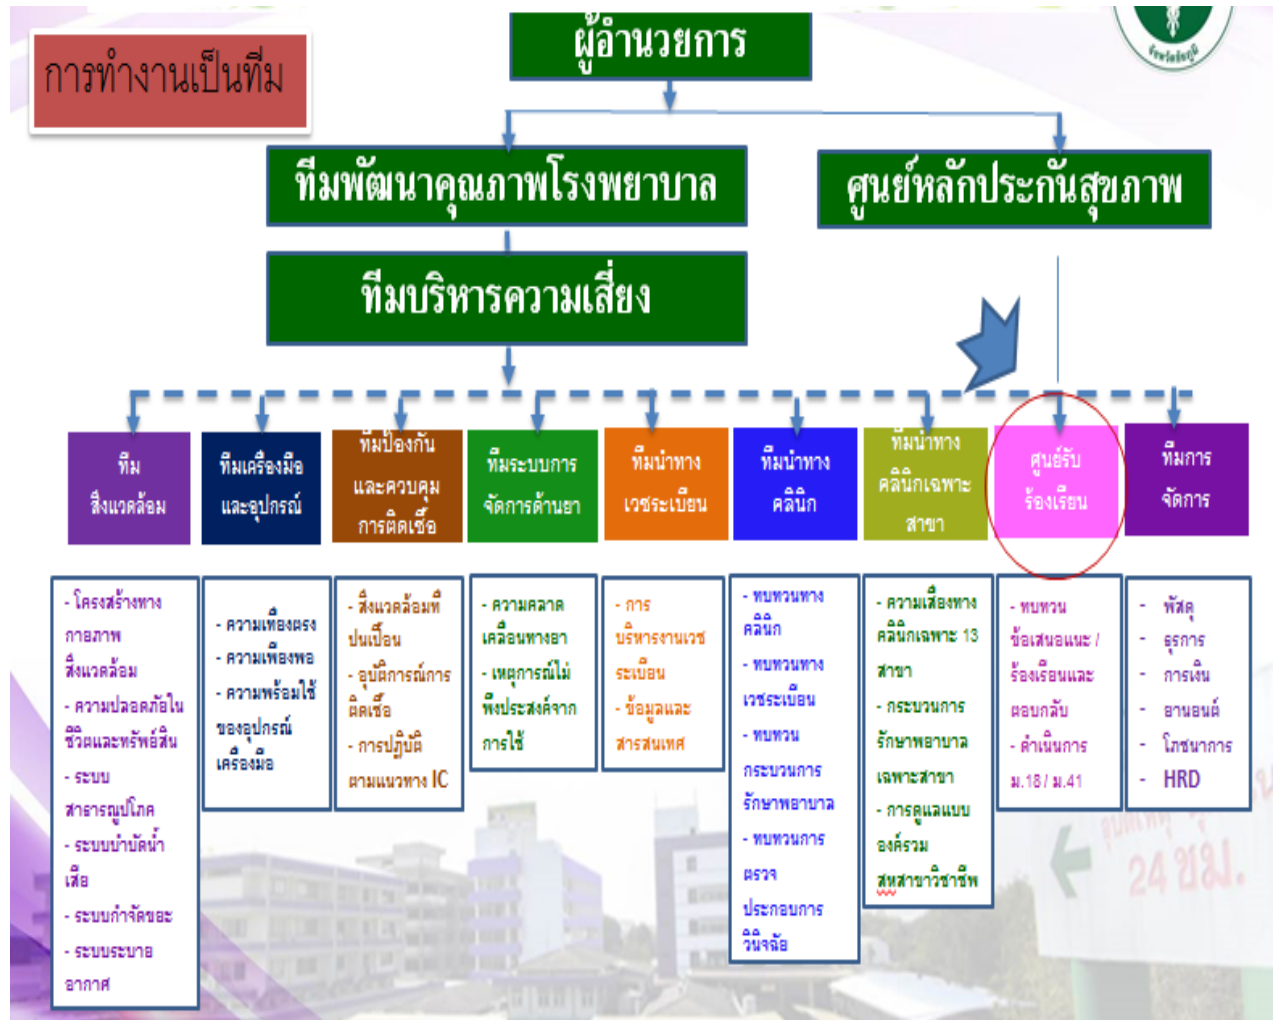 การทำงานเป็นทีม
ผู้อำนวยการ
จังหวัดชัยภูมิ
ทีมพัฒนาคุณภาพโรงพยาบาล
ศูนย์หลักประกันสุขภาพ
ทีมบริหารความเสี่ยง
ทีม
สิ่งแวดล้อม
ทีมเครื่องมือ
และอุปกรณ์
ทีมป้องกัน
และควบคุม
การติดเชื้อ
ทีมระบบการ
จัดการด้านยา
ทีมนำทาง
เวชระเบียน
ทีมนำทาง
คลินิก
ทีมนำทาง
คลินิกเฉพาะ
สาขา
ศูนย์รับ
ร้องเรียน
ทีมการ
จัดการ
- โครงสร้างทาง
กายภาพ
สิ่งแวดล้อม
- ความปลอดภัยใน
ชีวิตและทรัพย์สิน
- ระบบ
สาธารณูปโภค
- ระบบบำบัดน้ำ
เสีย
- ระบบกำจัดขยะ
- ระบบระบาย
อากาศ
- ความเที่ยงตรง
- ความเพียงพอ
- ความพร้อมใช้
ของอุปกรณ์
เครื่องมือ
- สิ่งแวดล้อมที่
ปนเปื้อน
- อุบัติการณ์การ
ติดเชื้อ
- การปฏิบัติ
ตามแนวทาง IC
- ความคลาด
เคลื่อนทางยา
- เหตุการณ์ไม่
พึงประสงค์จาก
การใช้
- การ
บริหารงานเวช
ระเบียน
- ข้อมูลและ
สารสนเทศ
- ทบทวนทาง
คลินิก
- ทบทวนทาง
เวชระเบียน
- ทบทวน
กระบวนการ
รักษาพยาบาล
- ทบทวนการ
ตรวจ
ประกอบการ
วินิจฉัย
- ความเสี่ยงทาง
คลินิกเฉพาะ 13
สาขา
- กระบวนการ
รักษาพยาบาล
เฉพาะสาขา
- การดูแลแบบ
องค์รวม
สหสาขาวิชาชีพ
- ทบทวน
ข้อเสนอแนะ /
ร้องเรียนและ
ตอบกลับ
- ดำเนินการ
ม.18 / ม.41
- พัสดุ
- ธุรการ
- การเงิน
- ยานยนต์
- โภชนาการ
- HRD
24 ชม.